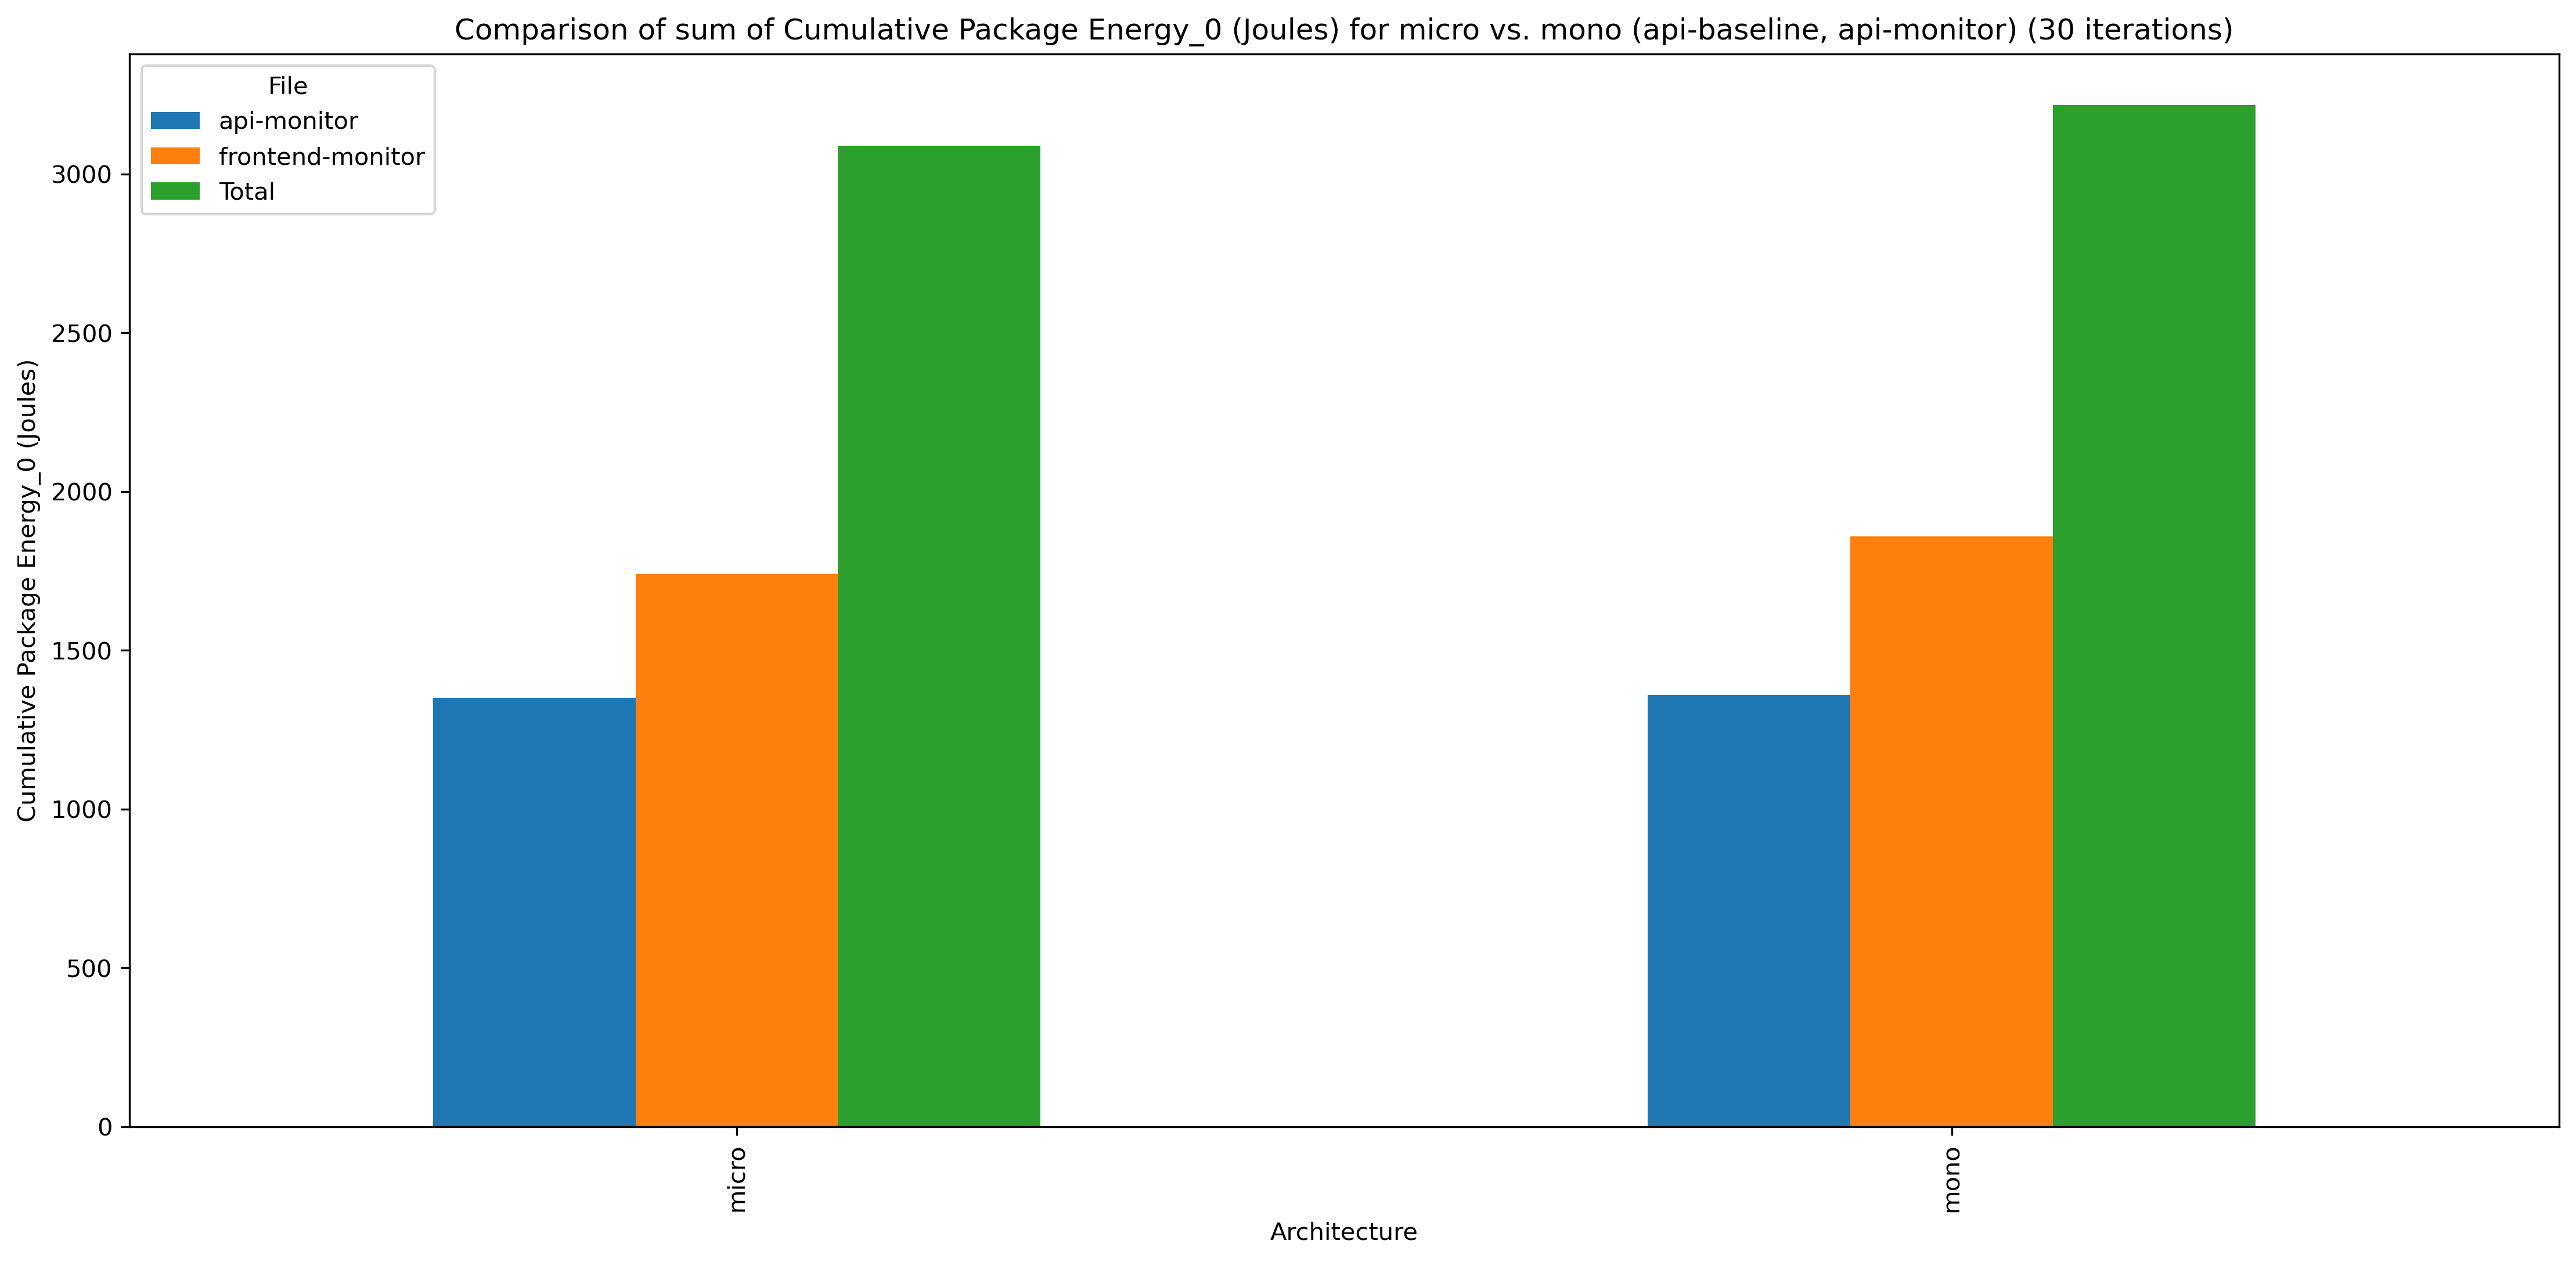 Comparison of sum of Cumulative Package Energy_0 (Joules) for micro vs. mono (api-baseline, api-monitor) (30 iterations)
File
api-monitor
frontend-monitor
Total
Cumulative Package Energy_0 (Joules)
3000
2500
2000
1500
1000
500
0
micro
mono
Architecture